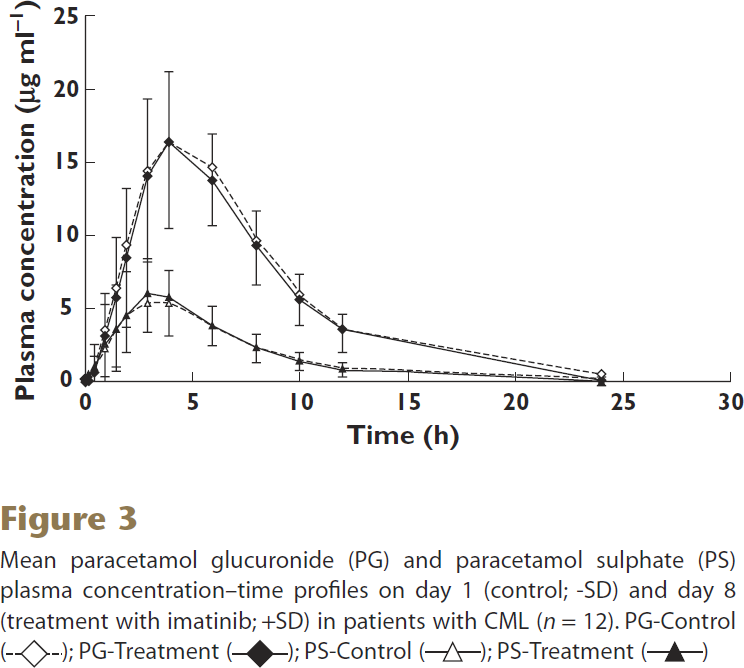 25
20
15
10
5
0
Plasma concentration (µg ml–1)
0 5 10 15 20 25 30
Time (h)
Figure 3
Mean paracetamol glucuronide (PG) and paracetamol sulphate (PS)
plasma concentration–time profiles on day 1 (control; -SD) and day 8
(treatment with imatinib; +SD) in patients with CML (n = 12). PG-Control
(--◇--); PG-Treatment (—◆—); PS-Control (—△—); PS-Treatment (—▲—)